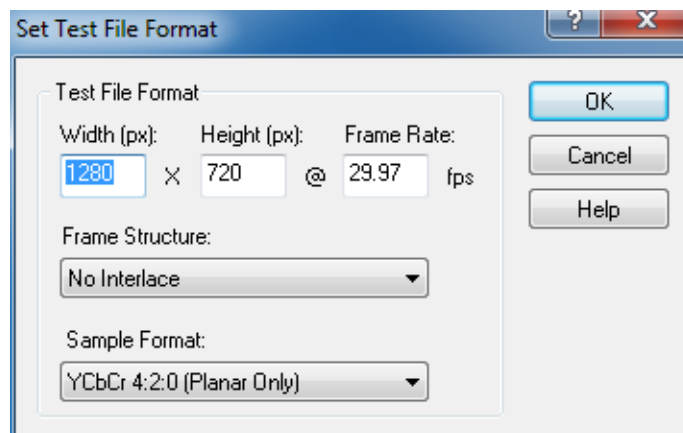 Set Test File Format
?
X
Test File Format
Width (px): Height (px): Frame Rate:
1280 X 720 @ 29.97 fps
Frame Structure:
No Interlace
Sample Format:
YCbCr 4:2:0 (Planar Only)
OK
Cancel
Help